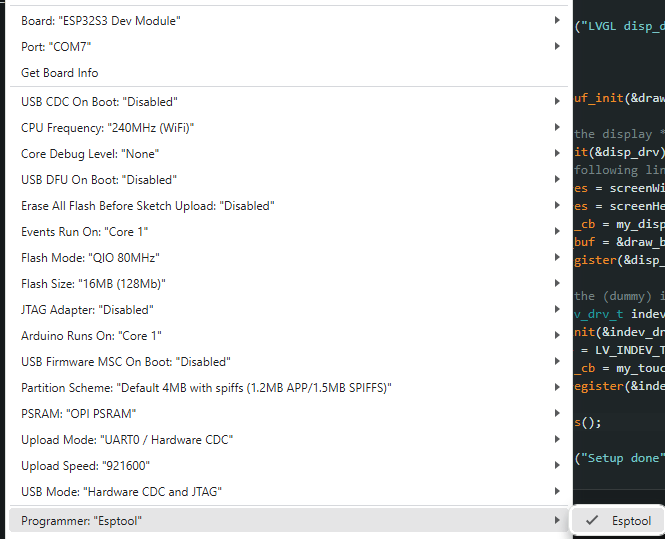 Board: "ESP32S3 Dev Module"
("LVGL disp_d
Port: "COM7"
Get Board Info
USB CDC On Boot: "Disabled"
uf_init(&draw
CPU Frequency: "240MHz (WiFi)"
the display *
Core Debug Level: "None"
it(&disp_drv)
following lin
USB DFU On Boot: "Disabled"
es = screenWi
Erase All Flash Before Sketch Upload: "Disabled"
es = screenHe
Events Run On: "Core 1"
_cb = my_disp
buf = &draw_b
Flash Mode: "QIO 80MHz"
gister(&disp_
Flash Size: "16MB (128Mb)"
the (dummy) i
JTAG Adapter: "Disabled"
v_drv_t indev
Arduino Runs On: "Core 1"
nit(&indev_dr
= LV_INDEV_T
USB Firmware MSC On Boot: "Disabled"
_cb = my_touc
Partition Scheme: "Default 4MB with spiffs (1.2MB APP/1.5MB SPIFFS)"
egister(&inde
PSRAM: "OPI PSRAM"
s();
Upload Mode: "UART0 / Hardware CDC"
("Setup done"
Upload Speed: "921600"
USB Mode: "Hardware CDC and JTAG"
Programmer: "Esptool"
Esptool